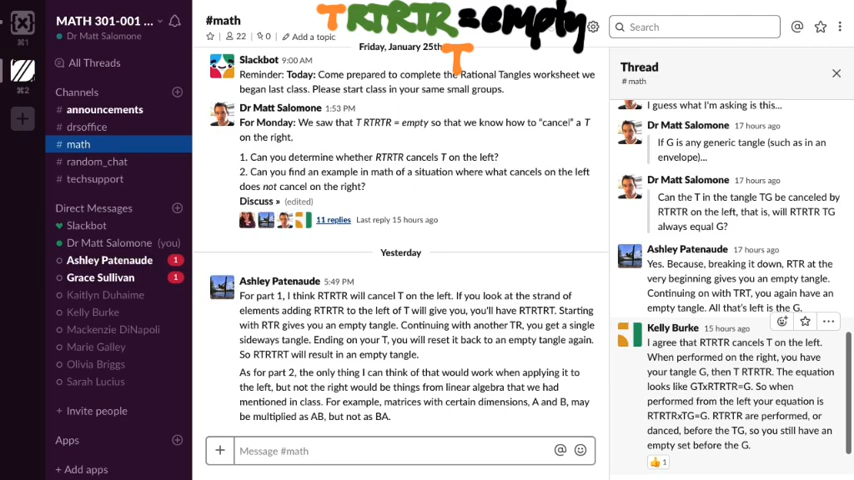 ⌘1
⌘2
MATH 301-001 ...
Dr Matt Salomone
All Threads
Channels
# announcements
# drsoffice
# math
# random_chat
# techsupport
Direct Messages
Slackbot
Dr Matt Salomone (you)
Ashley Patenaude 1
Grace Sullivan 1
Kaitlyn Duhaime
Kelly Burke
Mackenzie DiNapoli
Marie Galley
Olivia Briggs
Sarah Lucius
+ Invite people
Apps
+ Add apps
#math
22 | 0 | Add a topic
TRTRTR = empty
T
Search
Friday, January 25th
Slackbot 9:00 AM
Reminder: Today: Come prepared to complete the Rational Tangles worksheet we
began last class. Please start class in your same small groups.
Dr Matt Salomone 1:53 PM
For Monday: We saw that T RTRTR = empty so that we know how to "cancel" a T
on the right.
1. Can you determine whether RTRTR cancels T on the left?
2. Can you find an example in math of a situation where what cancels on the left
does not cancel on the right?
Discuss » (edited)
11 replies Last reply 15 hours ago
Yesterday
Ashley Patenaude 5:49 PM
For part 1, I think RTRTR will cancel T on the left. If you look at the strand of
elements adding RTRTR to the left of T will give you, you'll have RTRTRT. Starting
with RTR gives you an empty tangle. Continuing with another TR, you get a single
sideways tangle. Ending on your T, you will reset it back to an empty tangle again.
So RTRTRT will result in an empty tangle.
As for part 2, the only thing I can think of that would work when applying it to
the left, but not the right would be things from linear algebra that we had
mentioned in class. For example, matrices with certain dimensions, A and B, may
be multiplied as AB, but not as BA.
Message #math
Thread
# math
I guess what I'm asking is this...
Dr Matt Salomone 17 hours ago
If G is any generic tangle (such as in an
envelope)...
Dr Matt Salomone 17 hours ago
Can the T in the tangle TG be canceled by
RTRTR on the left, that is, will RTRTR TG
always equal G?
Ashley Patenaude 17 hours ago
Yes. Because, breaking it down, RTR at the
very beginning gives you an empty tangle.
Continuing on with TRT, you again have an
empty tangle. All that's left is the G.
Kelly Burke 15 hours ago
I agree that RTRTR cancels T on the left.
When performed on the right, you have
your tangle G, then T RTRTR. The equation
looks like GTxRTRTR=G. So when
performed from the left your equation is
RTRTRxTG=G. RTRTR are performed, or
danced, before the TG, so you still have an
empty set before the G.
1